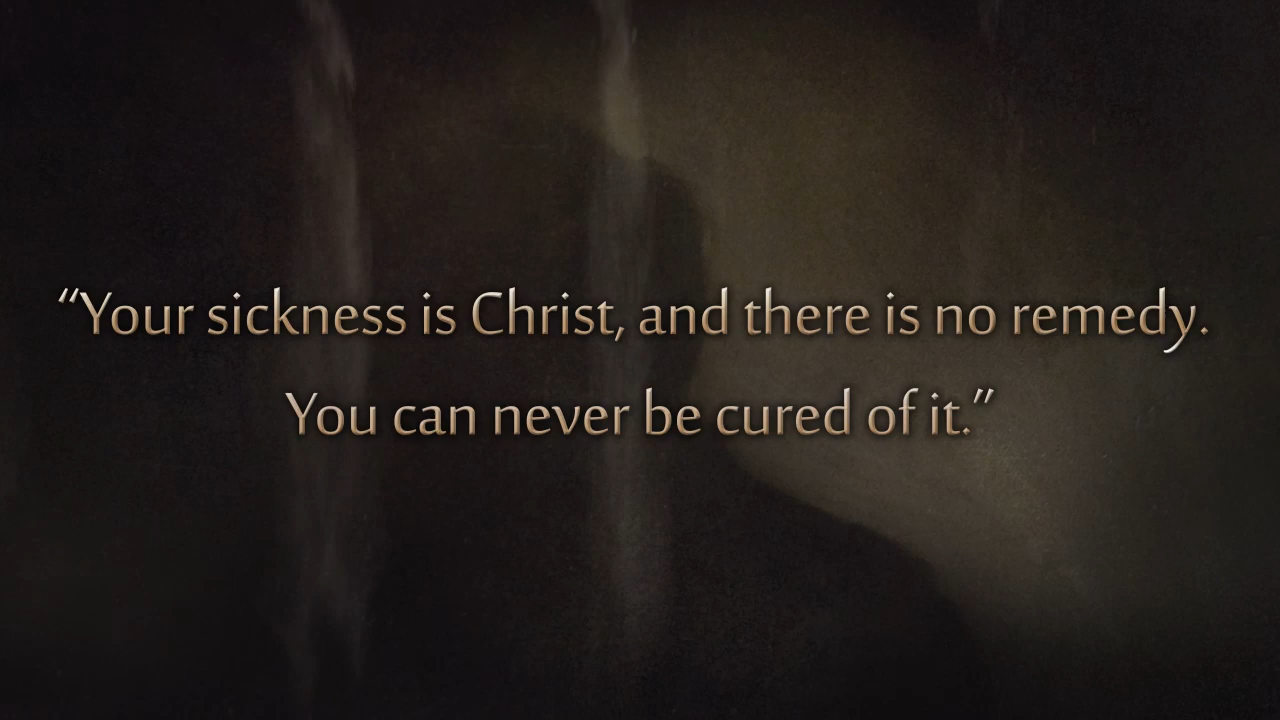 “Your sickness is Christ, and there is no remedy.
You can never be cured of it.”